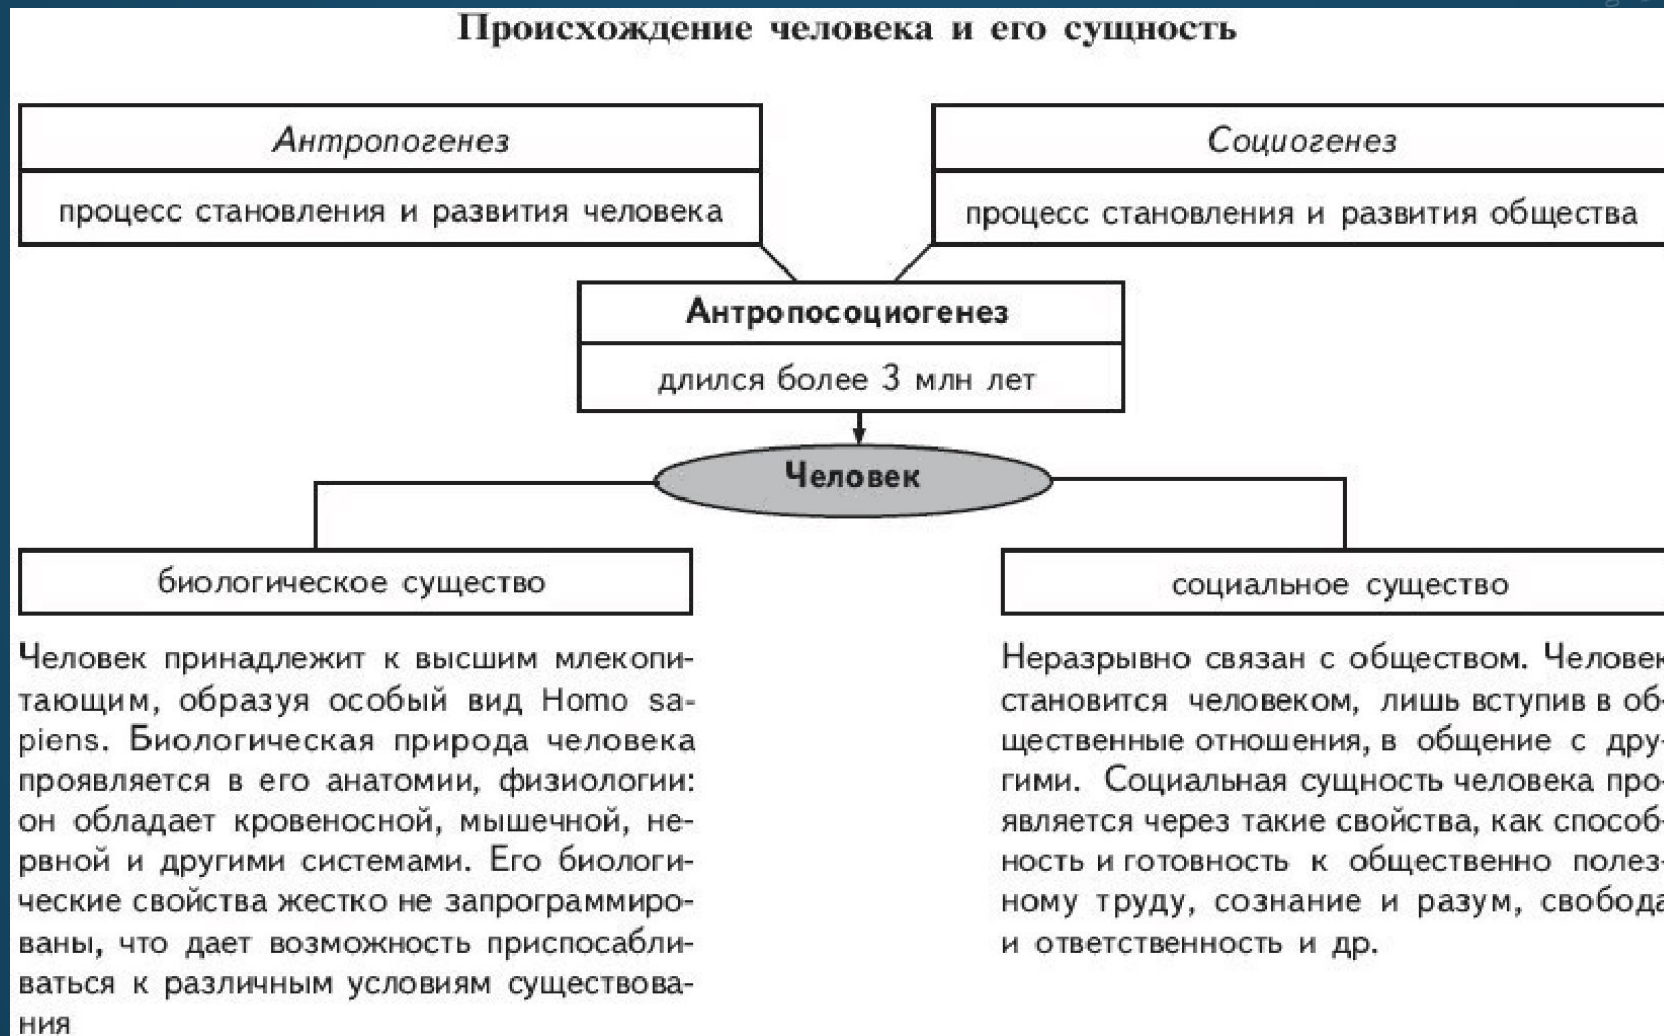 Происхождение человека и его сущность
Антропогенез
процесс становления и развития человека
Социогенез
процесс становления и развития общества
Антропосоциогенез
длился более 3 млн лет
Человек
биологическое существо
Человек принадлежит к высшим млекопи-
тающим, образуя особый вид Homo sa-
piens. Биологическая природа человека
проявляется в его анатомии, физиологии:
он обладает кровеносной, мышечной, не-
рвной и другими системами. Его биологи-
ческие свойства жестко не запрограммиро-
ваны, что дает возможность приспосабли-
ваться к различным условиям существова-
ния
социальное существо
Неразрывно связан с обществом. Человек
становится человеком, лишь вступив в об-
щественные отношения, в общение с дру-
гими. Социальная сущность человека про-
является через такие свойства, как способ-
ность и готовность к общественно полез-
ному труду, сознание и разум, свобода
и ответственность и др.